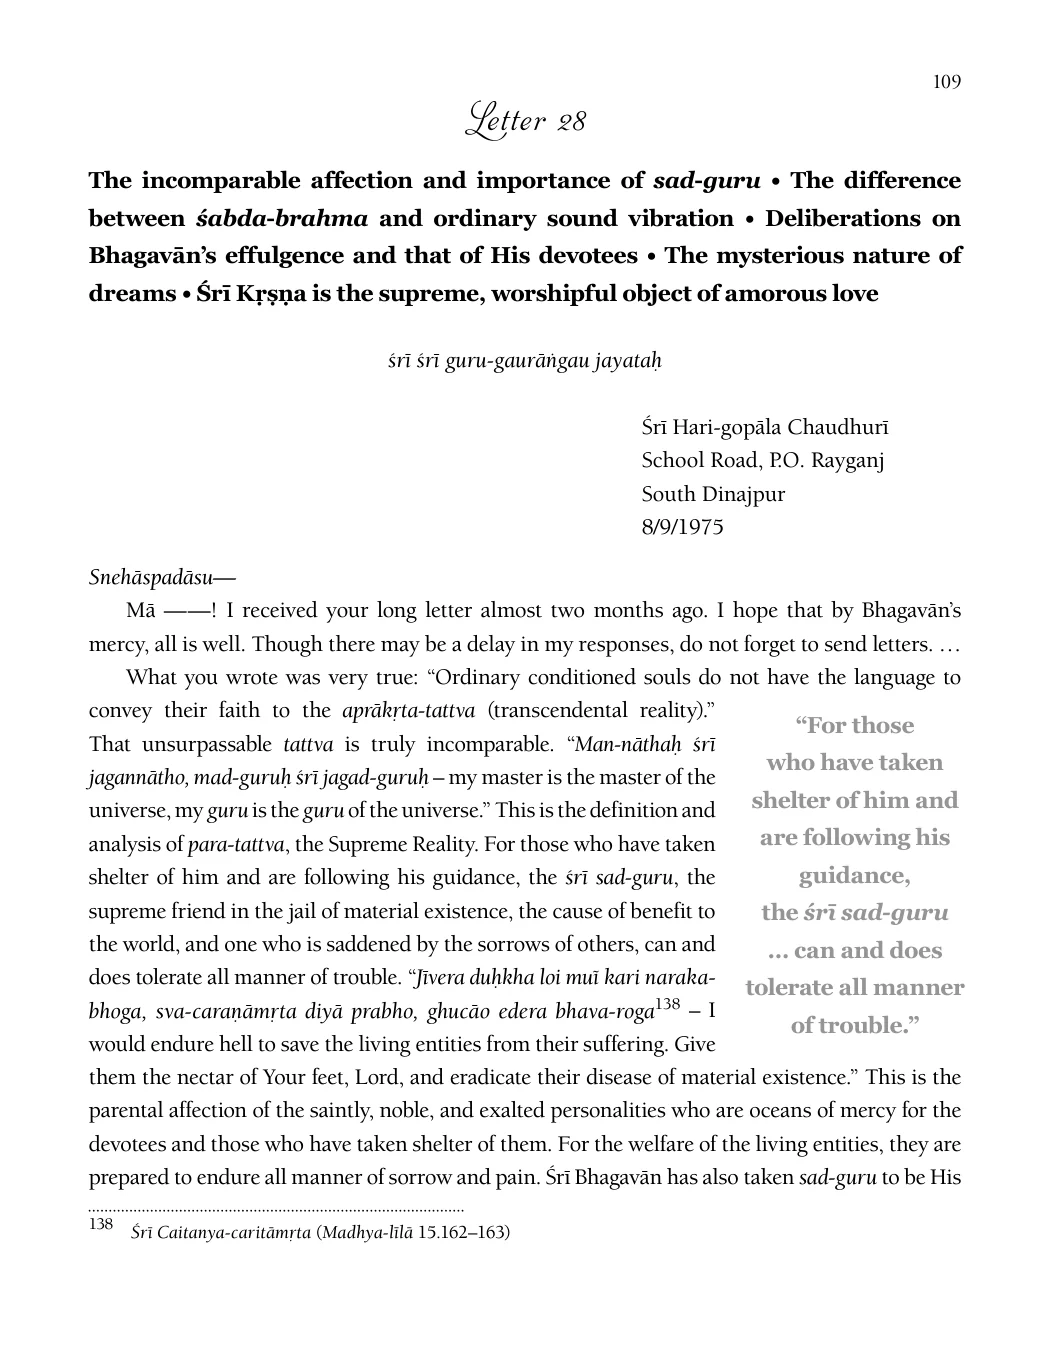 109
Letter 28
The incomparable affection and importance of sad-guru • The difference
between śabda-brahma and ordinary sound vibration • Deliberations on
Bhagavān’s effulgence and that of His devotees • The mysterious nature of
dreams • Śrī Kṛṣṇa is the supreme, worshipful object of amorous love
śrī śrī guru-gaurāṅgau jayataḥ
Śrī Hari-gopāla Chaudhurī
School Road, P.O. Rayganj
South Dinajpur
8/9/1975
Snehāspadāsu—
Mā ——! I received your long letter almost two months ago. I hope that by Bhagavān’s
mercy, all is well. Though there may be a delay in my responses, do not forget to send letters. …
What you wrote was very true: “Ordinary conditioned souls do not have the language to
convey their faith to the aprākṛta-tattva (transcendental reality).”
That unsurpassable tattva is truly incomparable. “Man-nāthaḥ śrī
jagannātho, mad-guruḥ śrī jagad-guruḥ – my master is the master of the
universe, my guru is the guru of the universe.” This is the definition and
analysis of para-tattva, the Supreme Reality. For those who have taken
shelter of him and are following his guidance, the śrī sad-guru, the
supreme friend in the jail of material existence, the cause of benefit to
the world, and one who is saddened by the sorrows of others, can and
does tolerate all manner of trouble. “Jīvera duḥkha loi muī kari naraka-
bhoga, sva-caraṇāmṛta diyā prabho, ghucāo edera bhava-roga138 – I
would endure hell to save the living entities from their suffering. Give
them the nectar of Your feet, Lord, and eradicate their disease of material existence.” This is the
parental affection of the saintly, noble, and exalted personalities who are oceans of mercy for the
devotees and those who have taken shelter of them. For the welfare of the living entities, they are
prepared to endure all manner of sorrow and pain. Śrī Bhagavān has also taken sad-guru to be His
“For those
who have taken
shelter of him and
are following his
guidance,
the śrī sad-guru
… can and does
tolerate all manner
of trouble.”
138 Śrī Caitanya-caritāmṛta (Madhya-līlā 15.162–163)